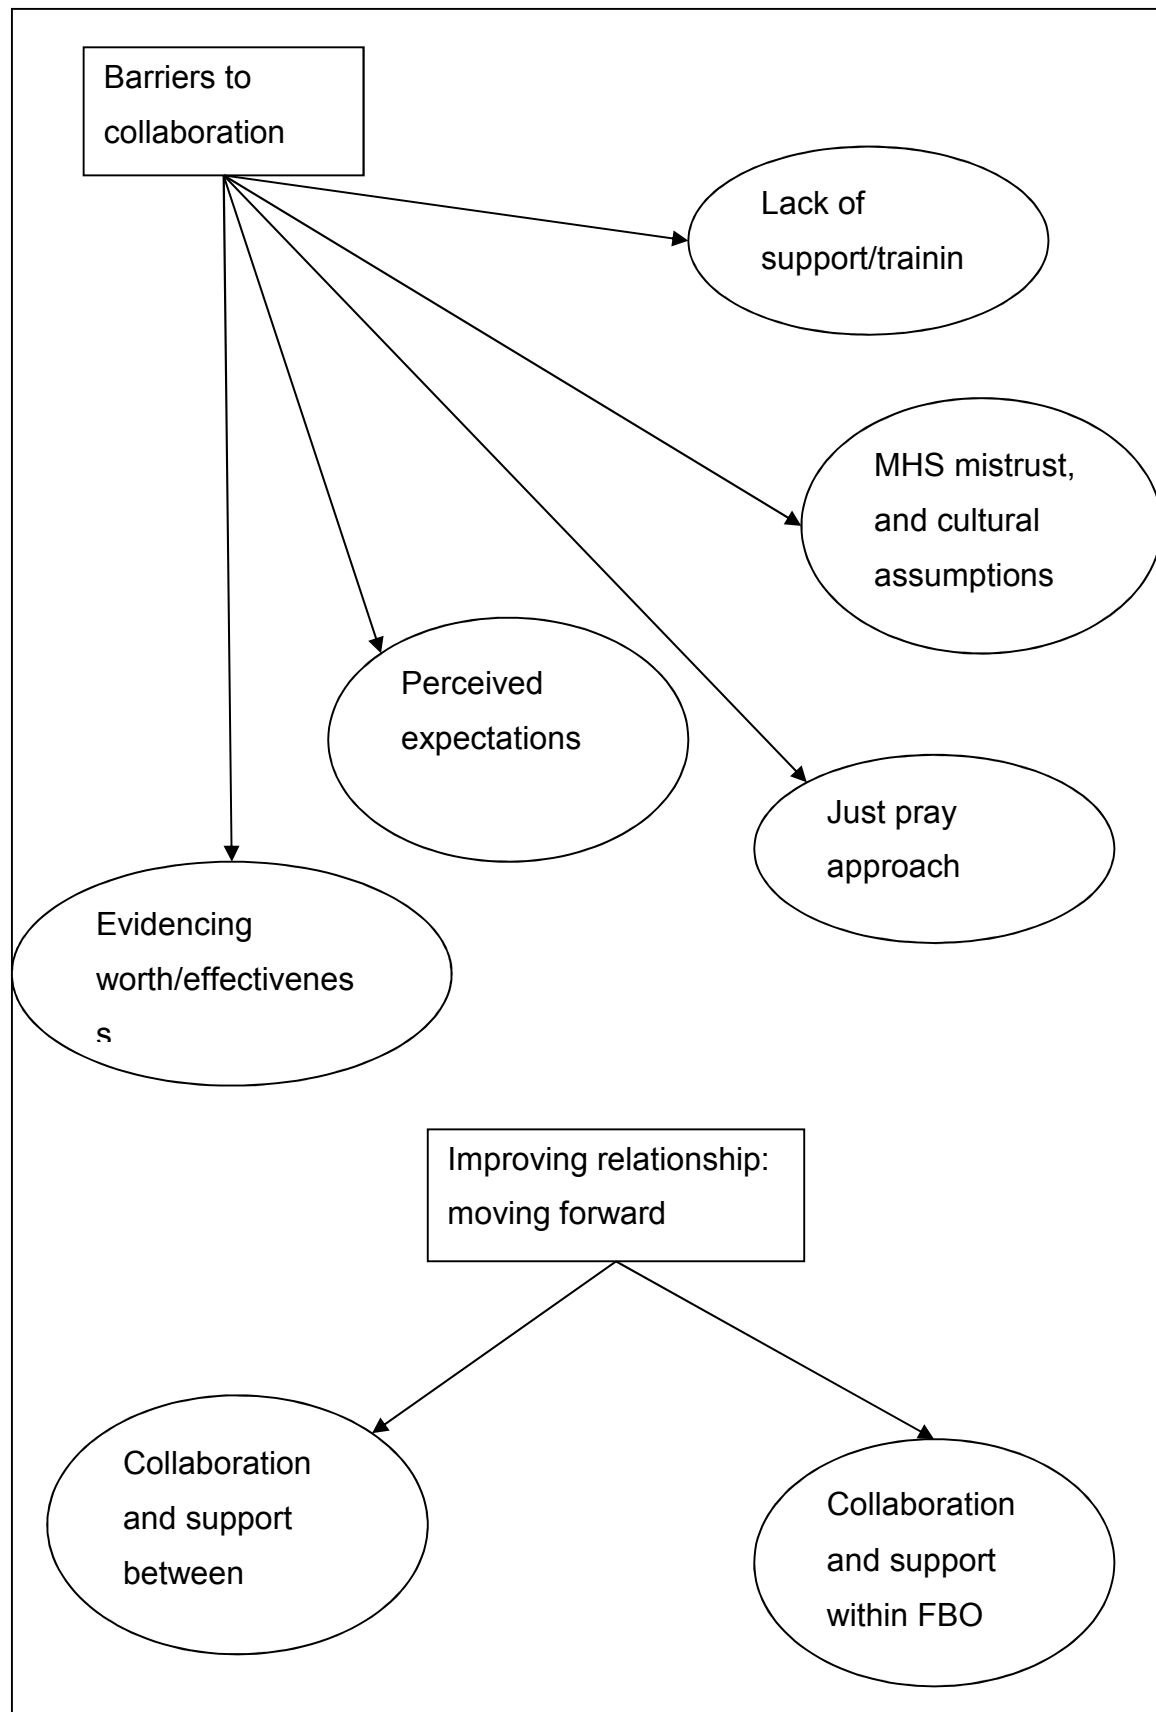 Barriers to
collaboration
Lack of
support/trainin
MHS mistrust,
and cultural
assumptions
Perceived
expectations
Just pray
approach
Evidencing
worth/effectivenes
s
Improving relationship:
moving forward
Collaboration
and support
between
Collaboration
and support
within FBO